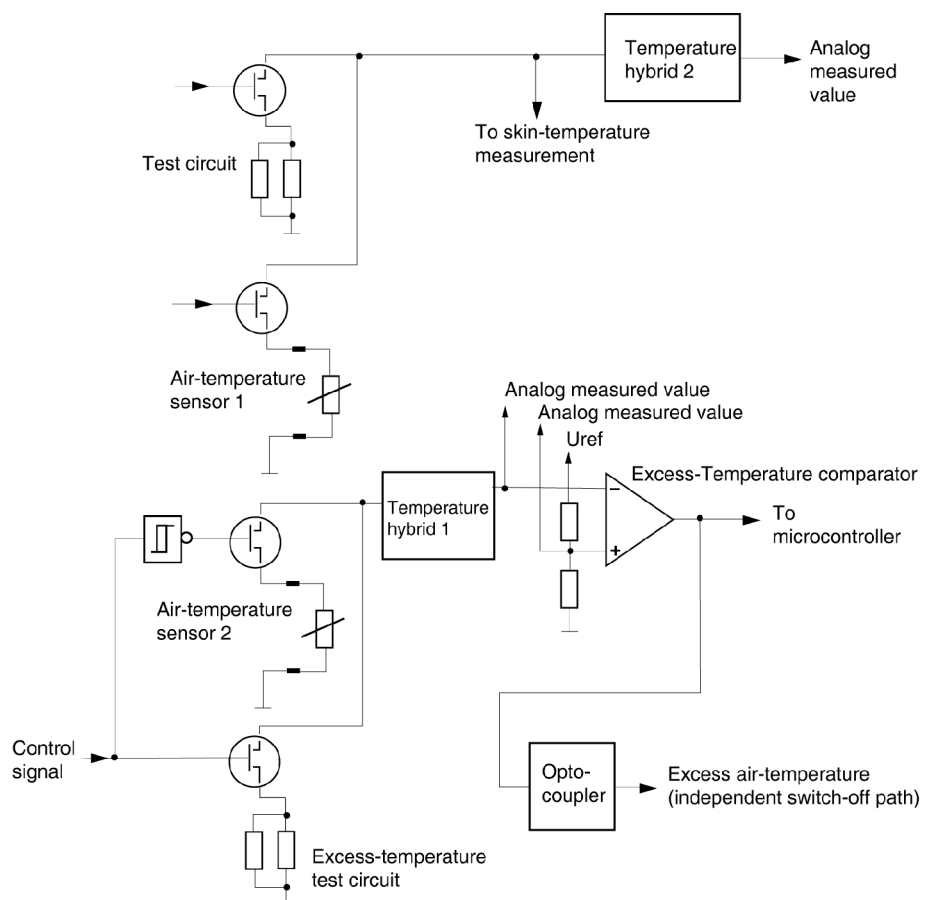 Temperature
hybrid 2
Analog
measured
value
To skin-temperature
measurement
Test circuit
Air-temperature
sensor 1
Analog measured value
Analog measured value
Uref
Excess-Temperature comparator
Temperature
hybrid 1
−
+
To
microcontroller
Air-temperature
sensor 2
Control
signal
Opto-
coupler
Excess air-temperature
(independent switch-off path)
Excess-temperature
test circuit